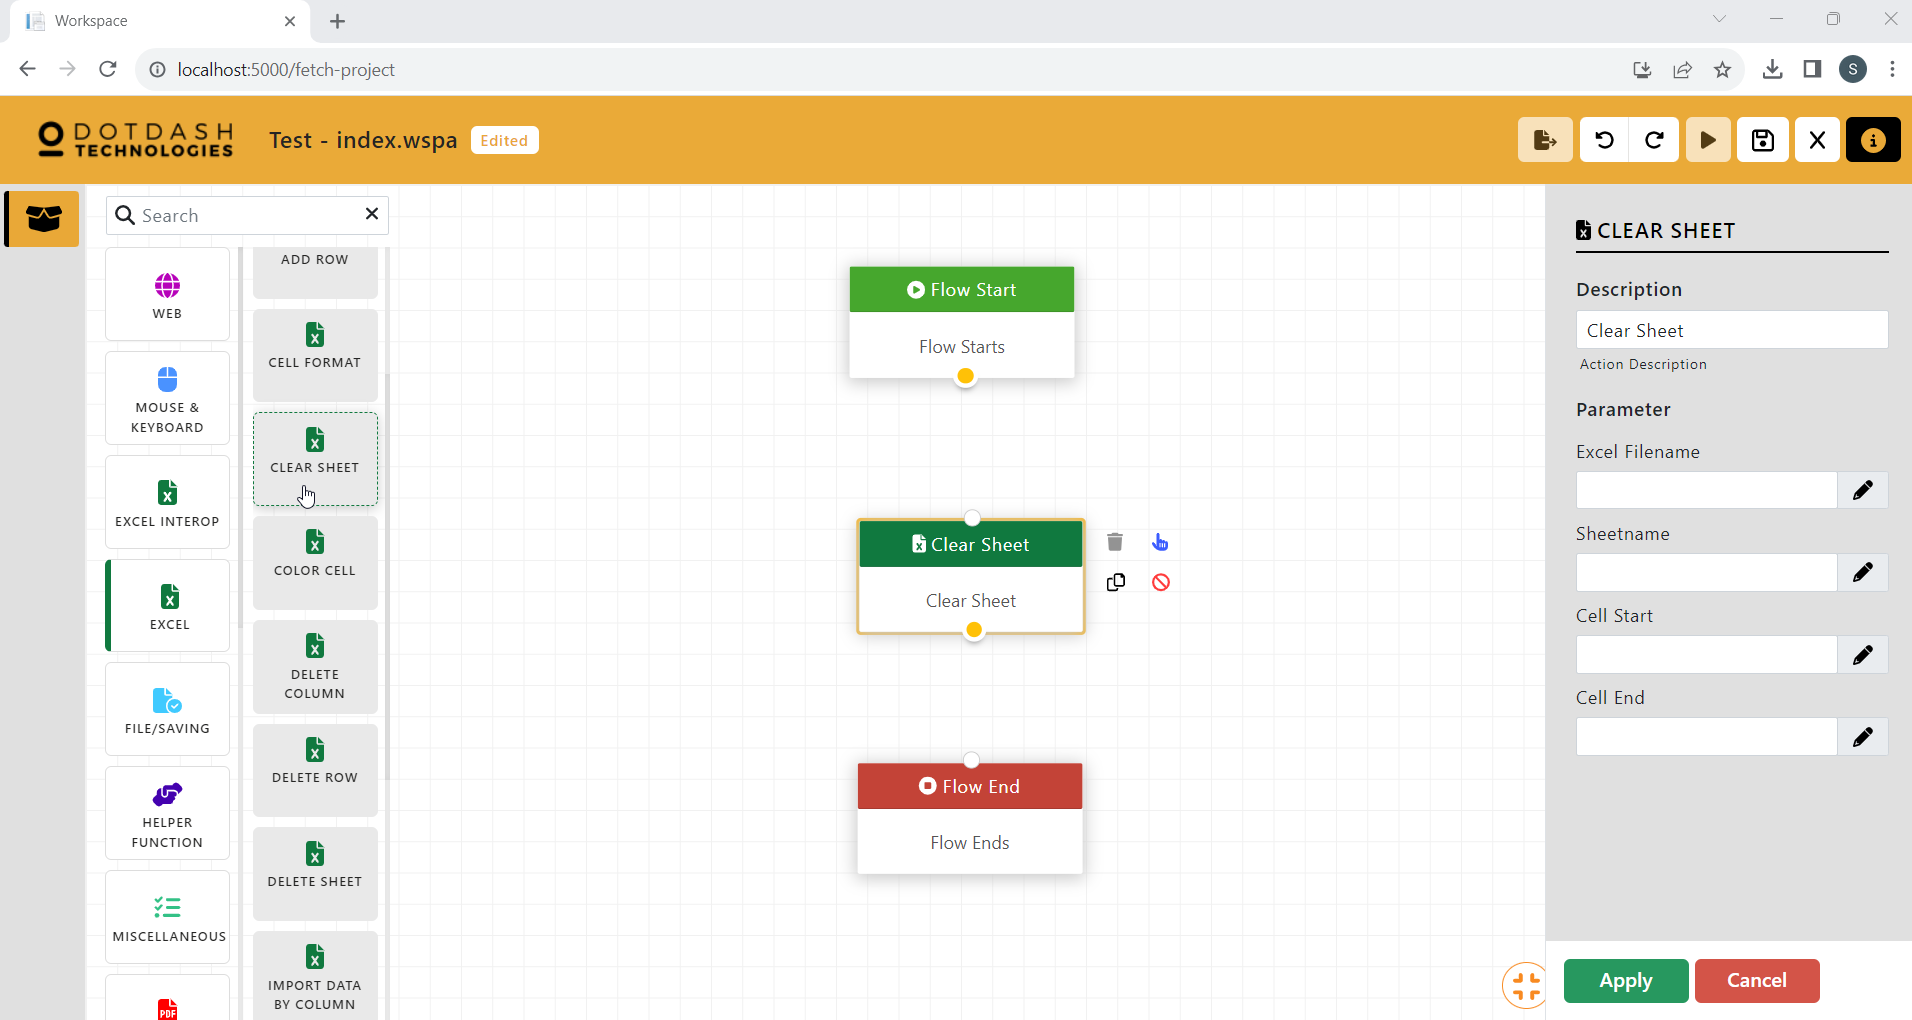 Workspace
localhost:5000/fetch-project
S
DOTDASH
TECHNOLOGIES
Test - index.wspa
Edited
Search
WEB
MOUSE &
KEYBOARD
EXCEL INTEROP
EXCEL
FILE/SAVING
HELPER
FUNCTION
MISCELLANEOUS
PDF
ADD ROW
CELL FORMAT
CLEAR SHEET
COLOR CELL
DELETE
COLUMN
DELETE ROW
DELETE SHEET
IMPORT DATA
BY COLUMN
Flow Start
Flow Starts
Clear Sheet
Clear Sheet
Flow End
Flow Ends
CLEAR SHEET
Description
Clear Sheet
Action Description
Parameter
Excel Filename
Sheetname
Cell Start
Cell End
Apply
Cancel